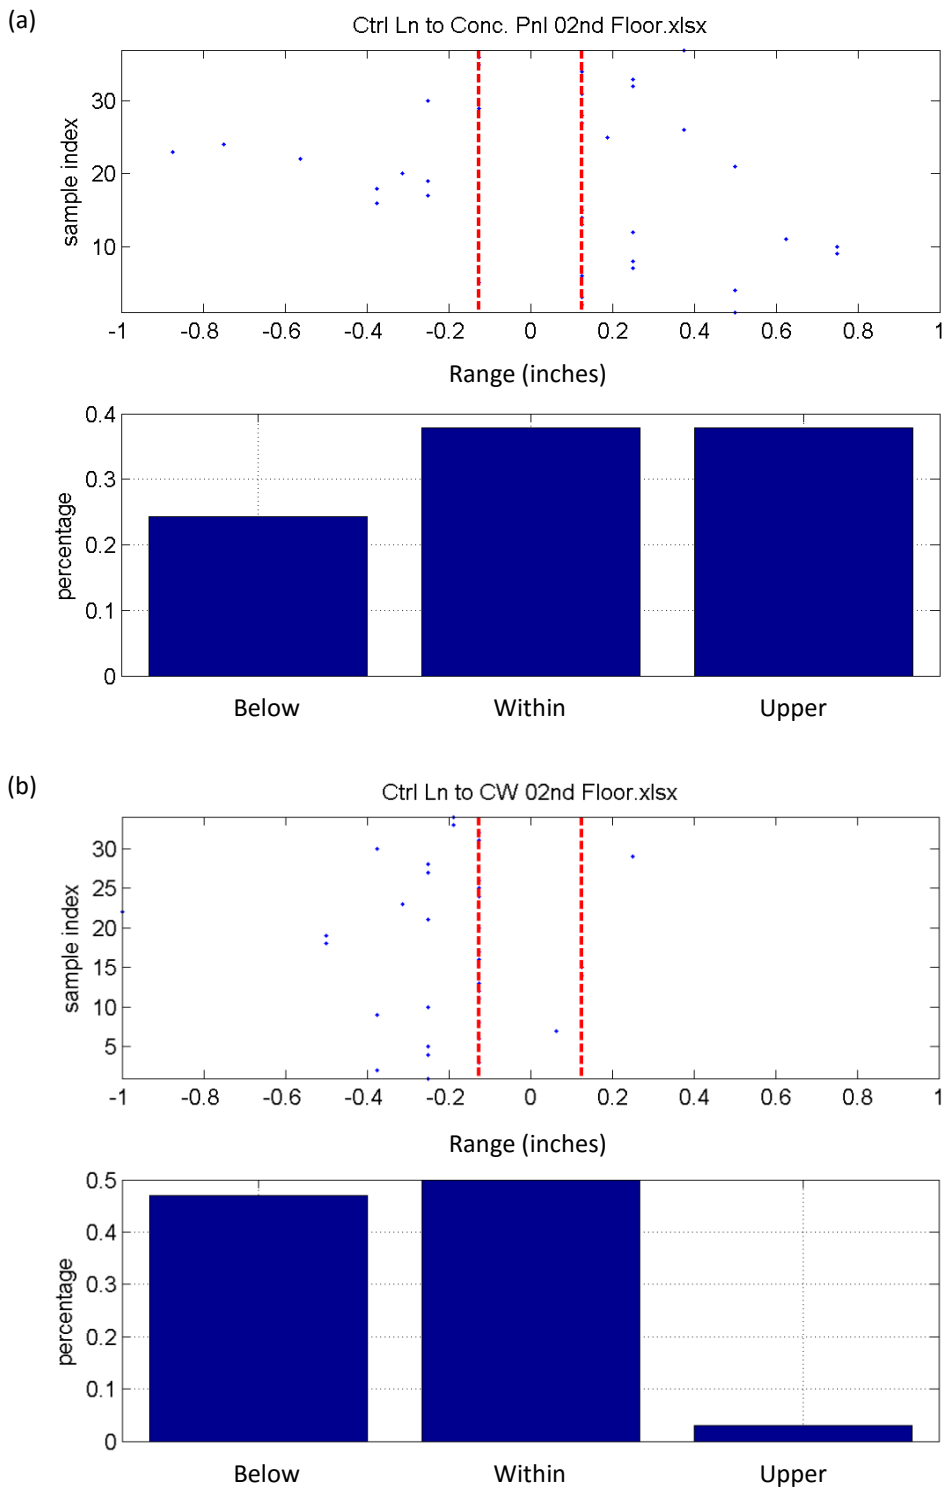 (a)
Ctrl Ln to Conc. Pnl 02nd Floor.xlsx
sample index
30
20
10
-1 -0.8 -0.6 -0.4 -0.2 0 0.2 0.4 0.6 0.8 1
Range (inches)
percentage
0.4
0.3
0.2
0.1
0
Below Within Upper
(b)
Ctrl Ln to CW 02nd Floor.xlsx
sample index
30
25
20
15
10
5
-1 -0.8 -0.6 -0.4 -0.2 0 0.2 0.4 0.6 0.8 1
Range (inches)
percentage
0.5
0.4
0.3
0.2
0.1
0
Below Within Upper